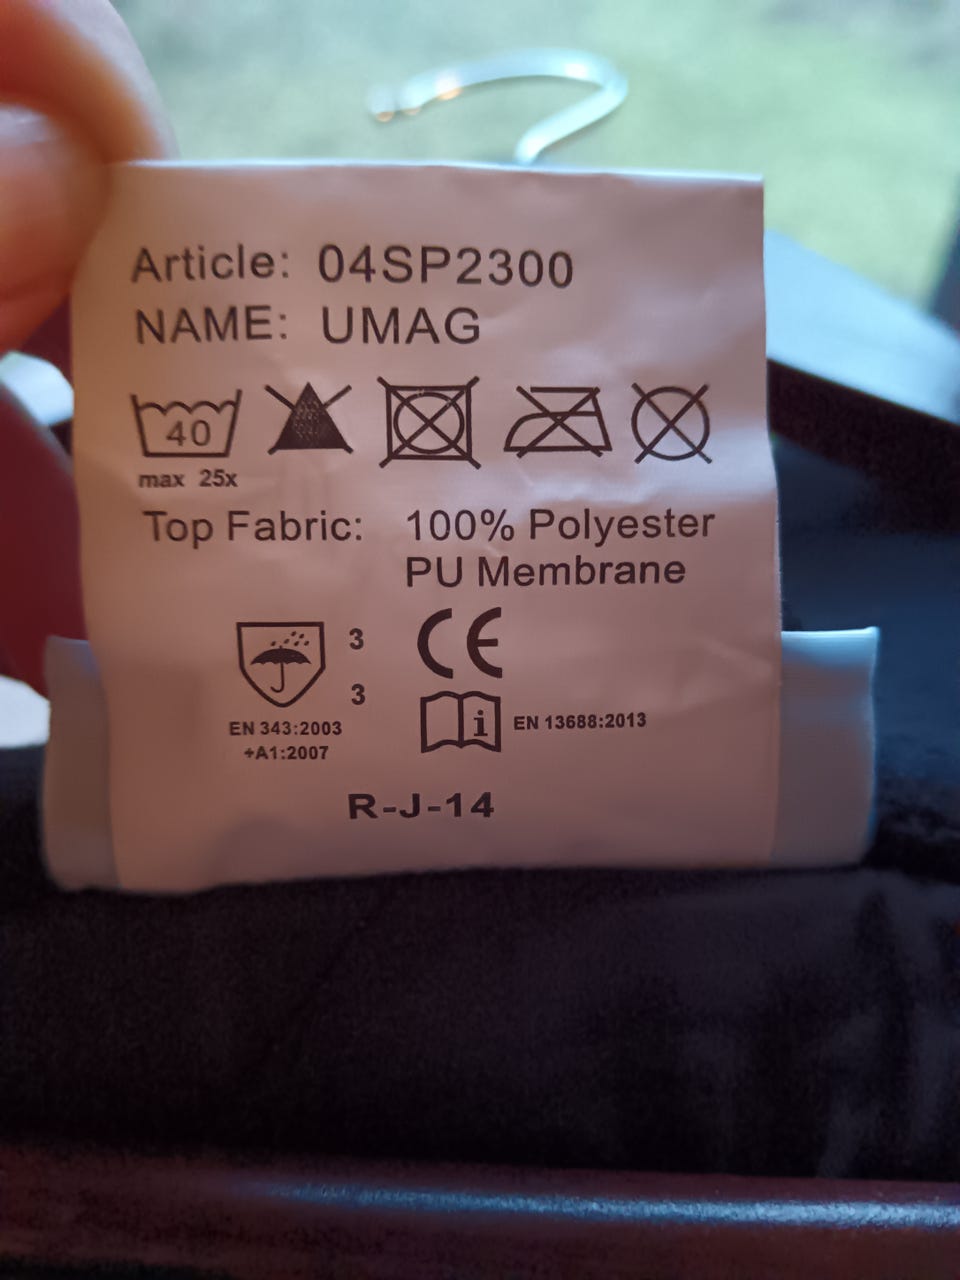 Article: 04SP2300
NAME: UMAG
40
max 25x
Top Fabric: 100% Polyester
PU Membrane
3
3
CE
i
EN 343:2003
+A1:2007
EN 13688:2013
R-J-14